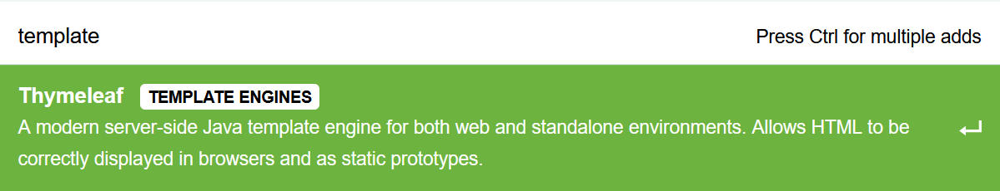 template
Press Ctrl for multiple adds
Thymeleaf TEMPLATE ENGINES
A modern server-side Java template engine for both web and standalone environments. Allows HTML to be
correctly displayed in browsers and as static prototypes.